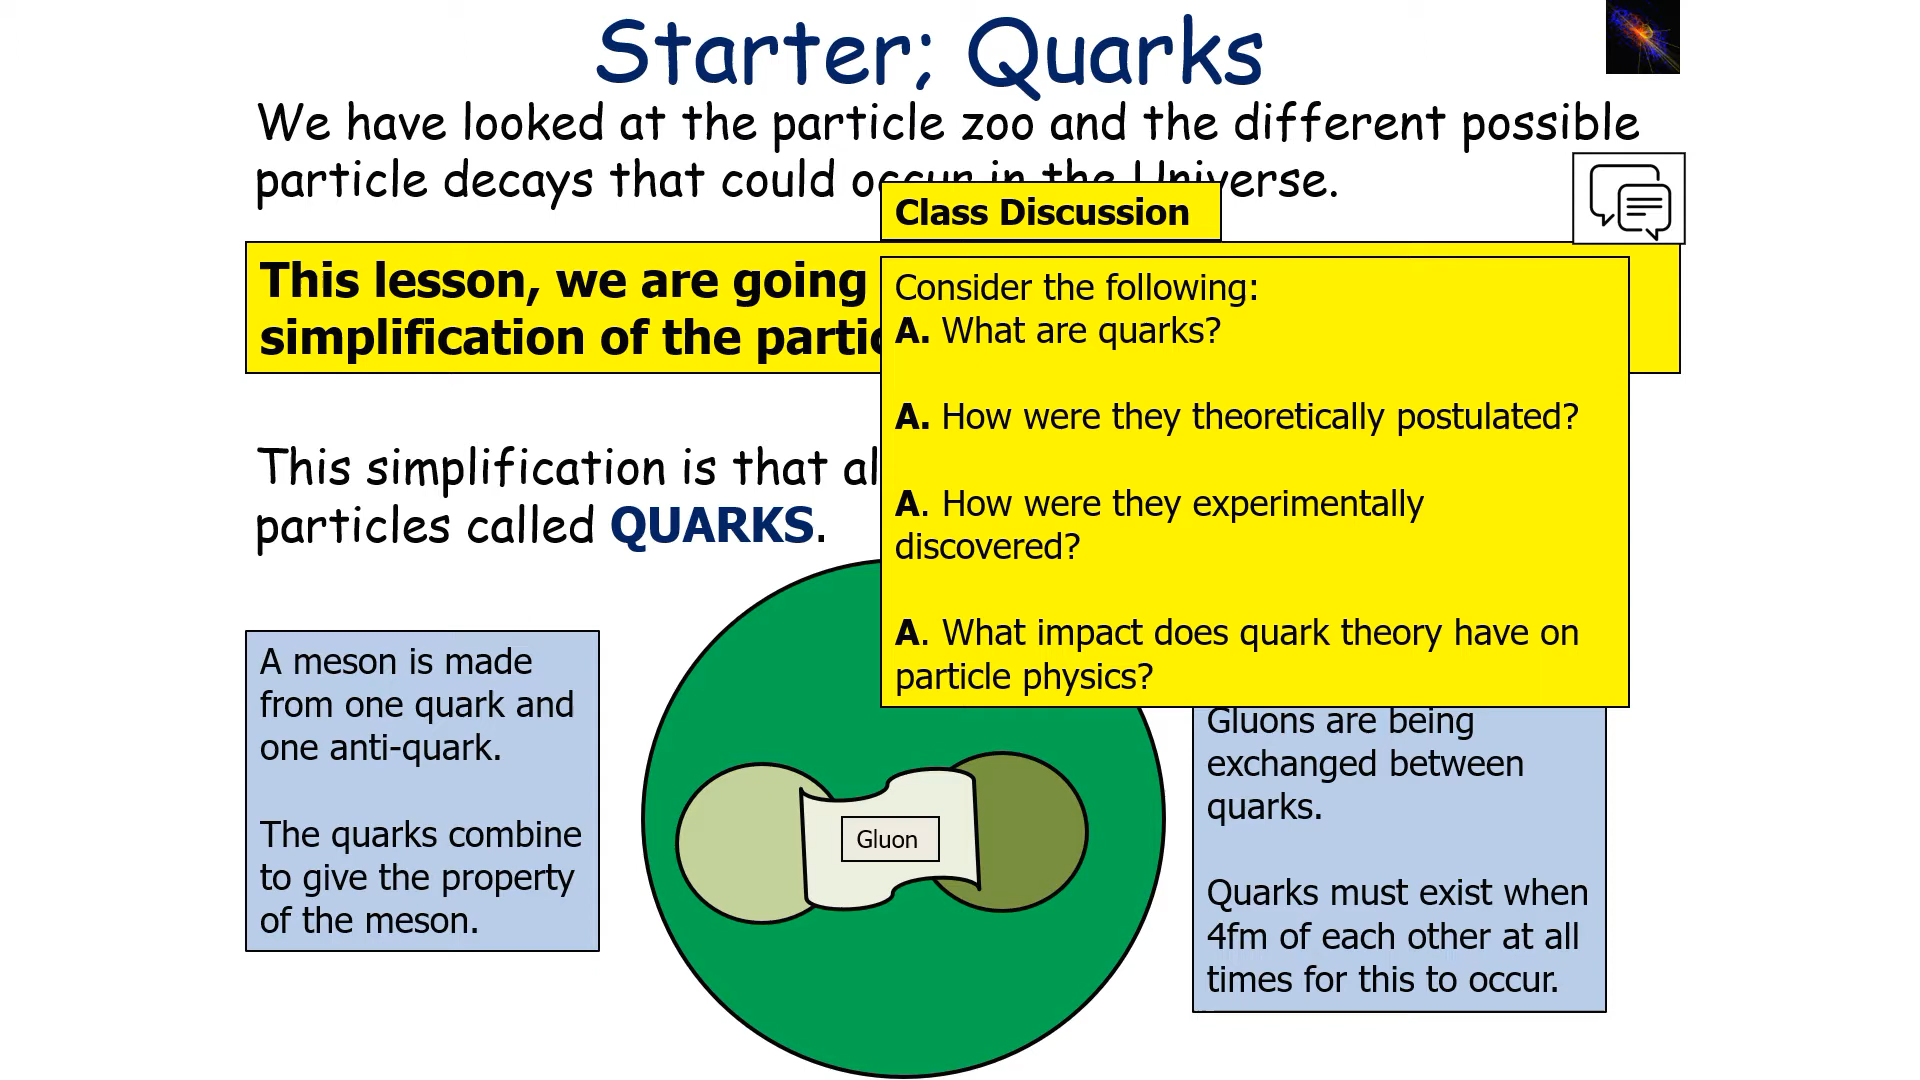 Starter; Quarks
We have looked at the particle zoo and the different possible
particle decays that could occur in the Universe.
Class Discussion
This lesson, we are going
simplification of the
Consider the following:
A. What are quarks?
A. How were they theoretically postulated?
A. How were they experimentally
discovered?
A. What impact does quark theory have on
particle physics?
This simplification is that
particles called QUARKS.
A meson is made
from one quark and
one anti-quark.
The quarks combine
to give the property
of the meson.
Gluon
Gluons are being
exchanged between
quarks.
Quarks must exist when
4fm of each other at all
times for this to occur.